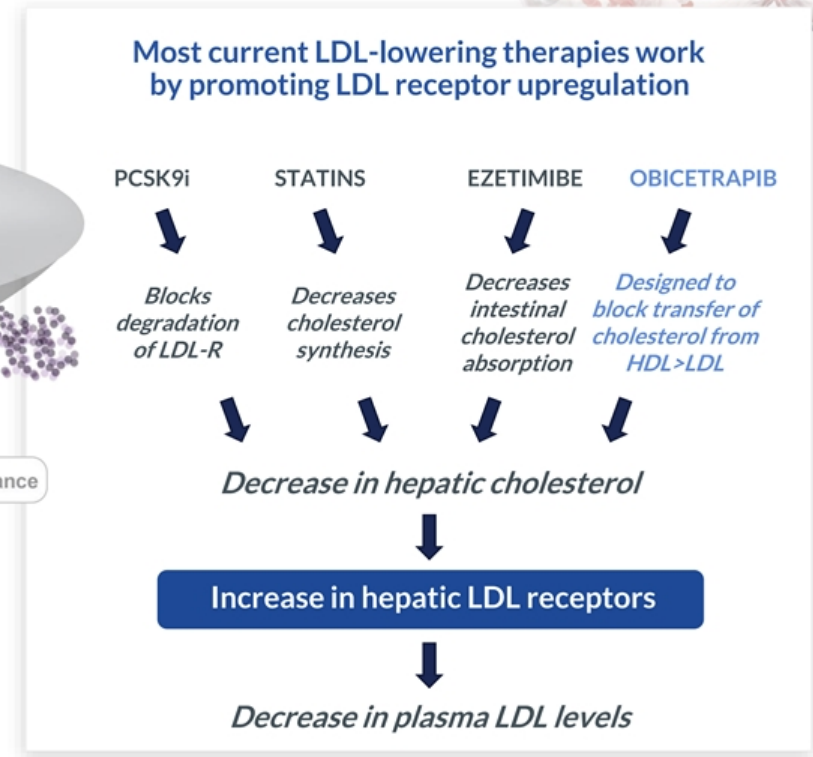 Most current LDL-lowering therapies work
by promoting LDL receptor upregulation
PCSK9i
STATINS
EZETIMIBE
OBICETRAPIB
Blocks
degradation
of LDL-R
Decreases
cholesterol
synthesis
Decreases
intestinal
cholesterol
absorption
Designed to
block transfer of
cholesterol from
HDL>LDL
Decrease in hepatic cholesterol
Increase in hepatic LDL receptors
Decrease in plasma LDL levels